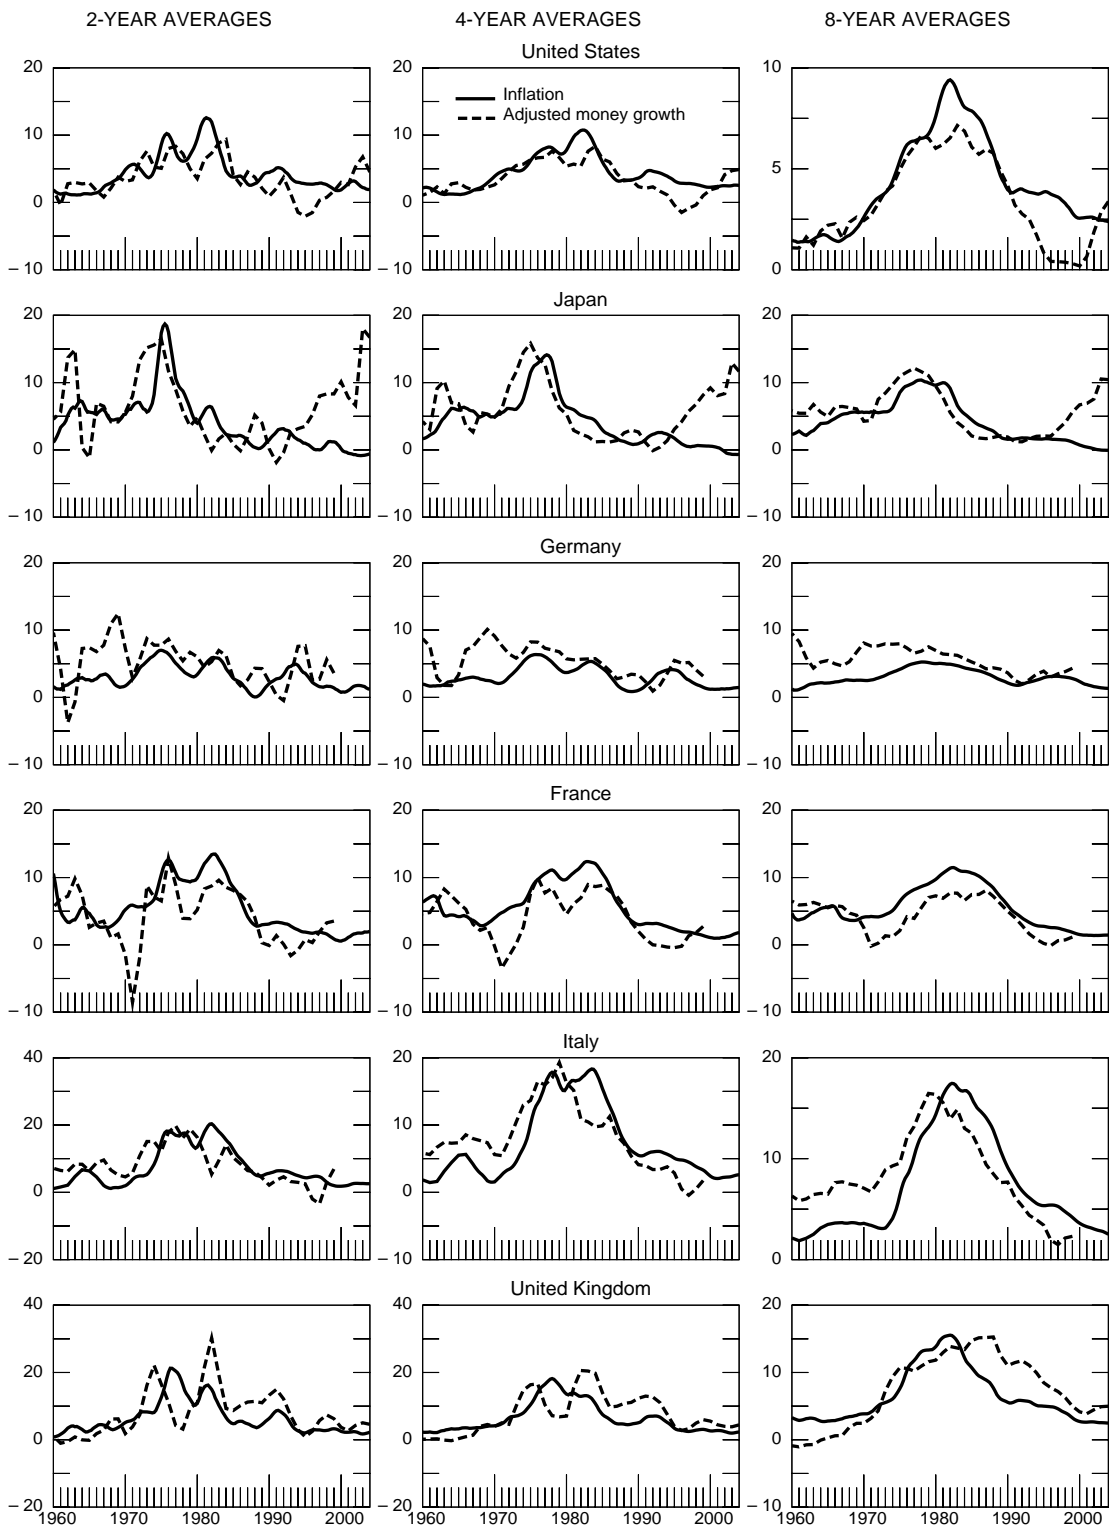 2-YEAR AVERAGES 4-YEAR AVERAGES 8-YEAR AVERAGES
United States
20 20 10
Inflation
Adjusted money growth
10 10
5
0 0
– 10 – 10 0
Japan
20 20 20
10 10 10
0 0 0
– 10 – 10 – 10
Germany
20 20 20
10 10 10
0 0 0
– 10 – 10 – 10
France
20 20 20
10 10 10
0 0 0
– 10 – 10 – 10
Italy
40 20 20
20 10 10
0 0
– 20 – 10 0
United Kingdom
40 40 20
20 20 10
0 0 0
– 20 – 20 – 10
1960 1970 1980 1990 2000 1960 1970 1980 1990 2000 1960 1970 1980 1990 2000